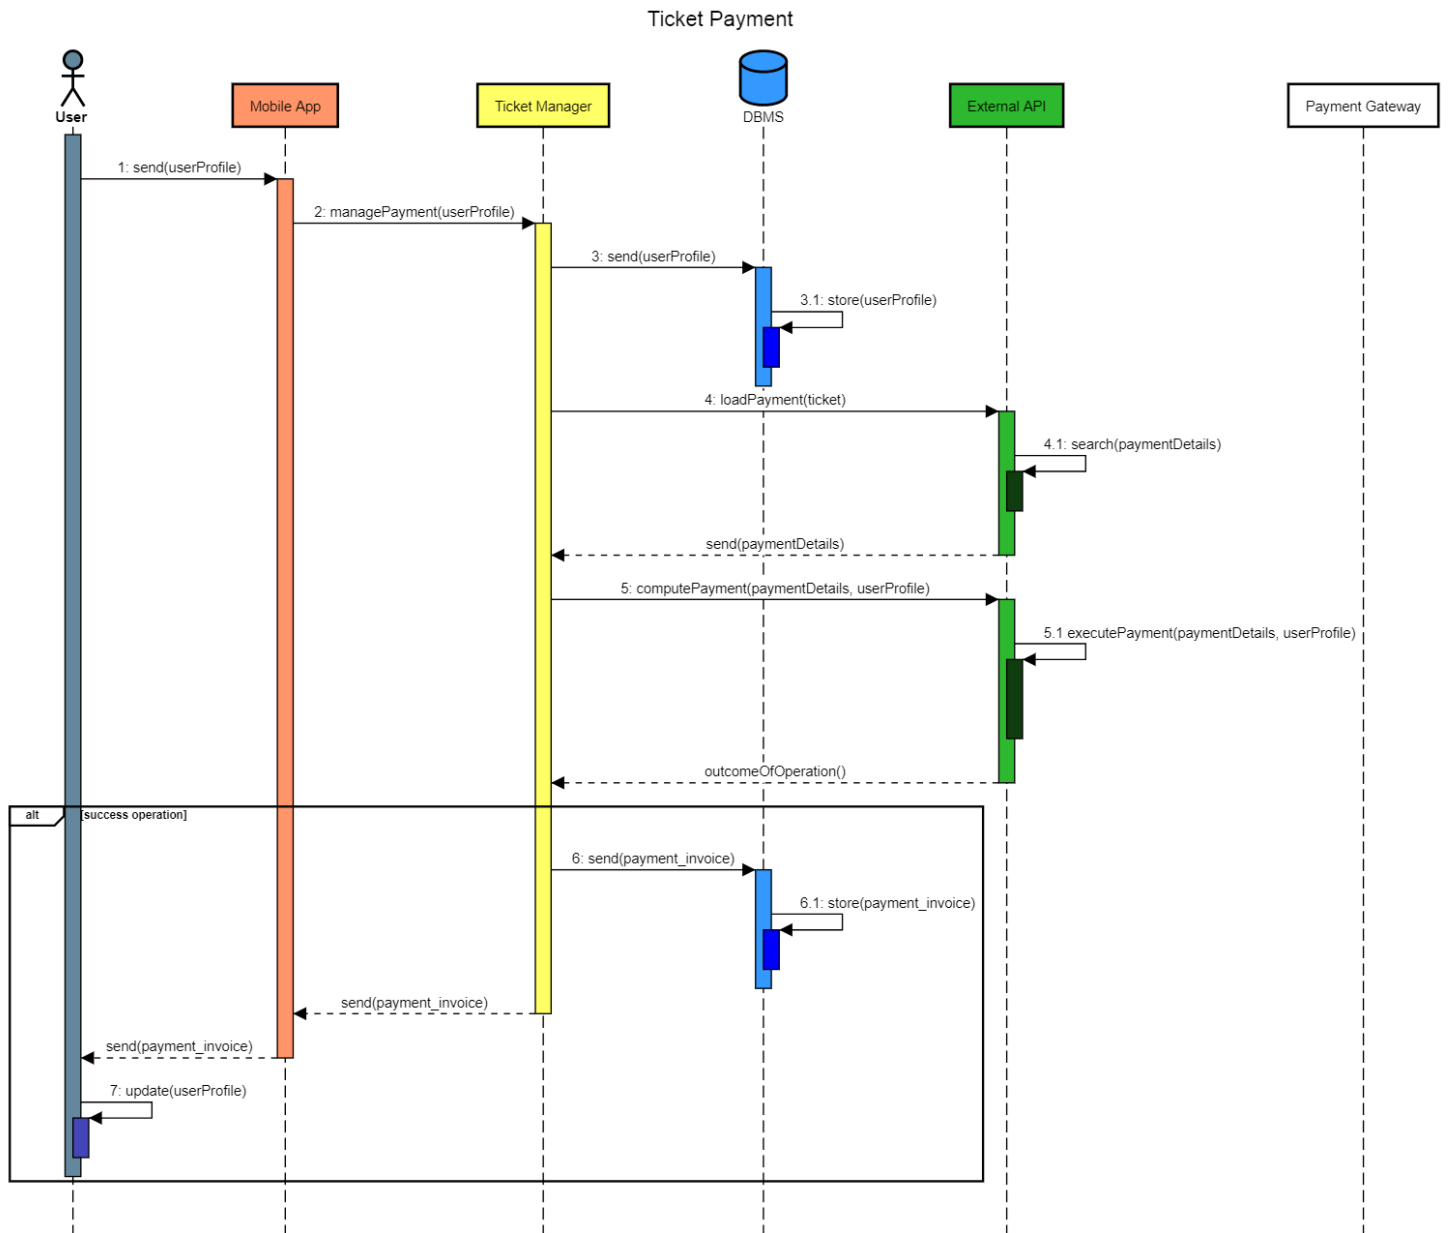 Ticket Payment
User
Mobile App
Ticket Manager
DBMS
External API
Payment Gateway
1: send(userProfile)
2: managePayment(userProfile)
3: send(userProfile)
3.1: store(userProfile)
4: loadPayment(ticket)
4.1: search(paymentDetails)
send(paymentDetails)
5: computePayment(paymentDetails, userProfile)
5.1 executePayment(paymentDetails, userProfile)
outcomeOfOperation()
alt
[success operation]
6: send(payment_invoice)
6.1: store(payment_invoice)
send(payment_invoice)
send(payment_invoice)
7: update(userProfile)